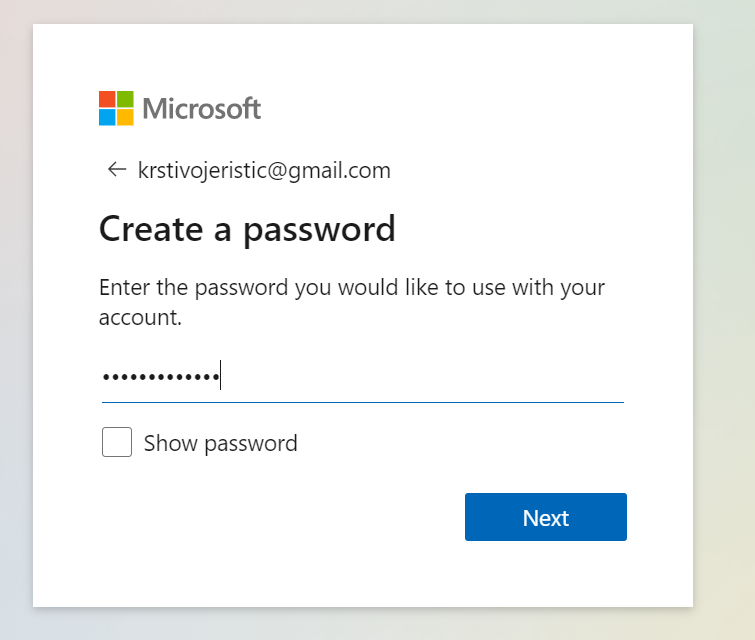 Microsoft
← krstivojeristic@gmail.com
Create a password
Enter the password you would like to use with your
account.
•••••••••••••
Show password
Next